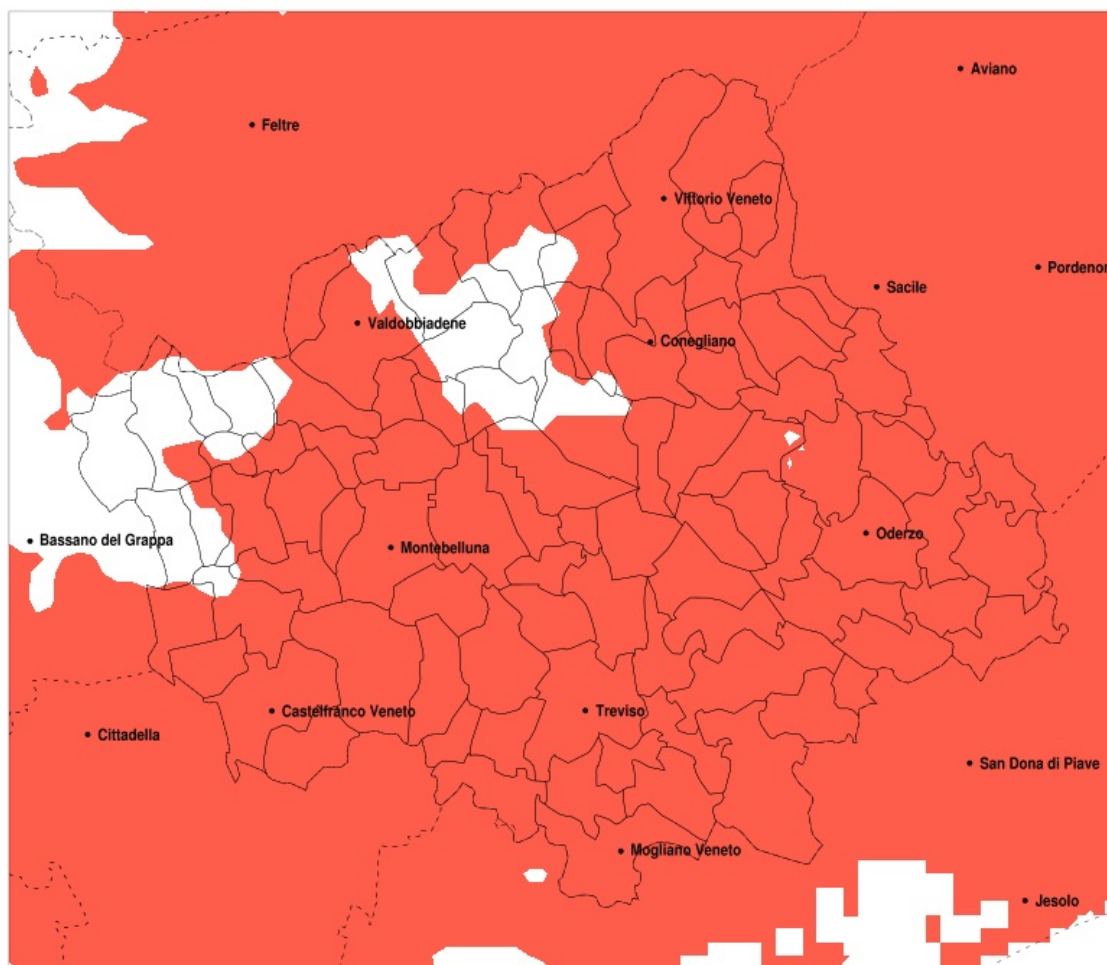 Aviano
Feltre
Vittorio Veneto
Pordenon
Sacile
Valdobbiadene
Conegliano
Oderzo
Bassano del Grappa
Montebelluna
Castelfranco Veneto
Treviso
Cittadella
San Dona di Piave
Mogliano Veneto
Jesolo